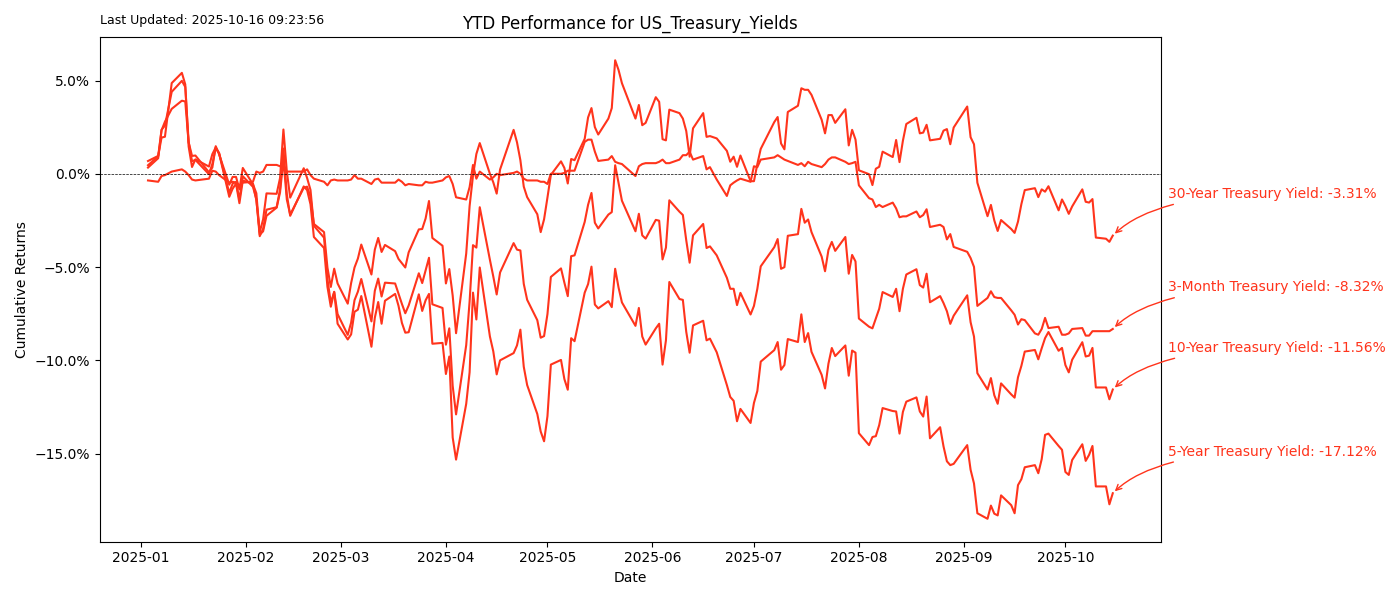 Last Updated: 2025-10-16 09:23:56
YTD Performance for US_Treasury_Yields
Cumulative Returns
5.0%
0.0%
−5.0%
−10.0%
−15.0%
30-Year Treasury Yield: -3.31%
3-Month Treasury Yield: -8.32%
10-Year Treasury Yield: -11.56%
5-Year Treasury Yield: -17.12%
2025-01 2025-02 2025-03 2025-04 2025-05 2025-06 2025-07 2025-08 2025-09 2025-10
Date